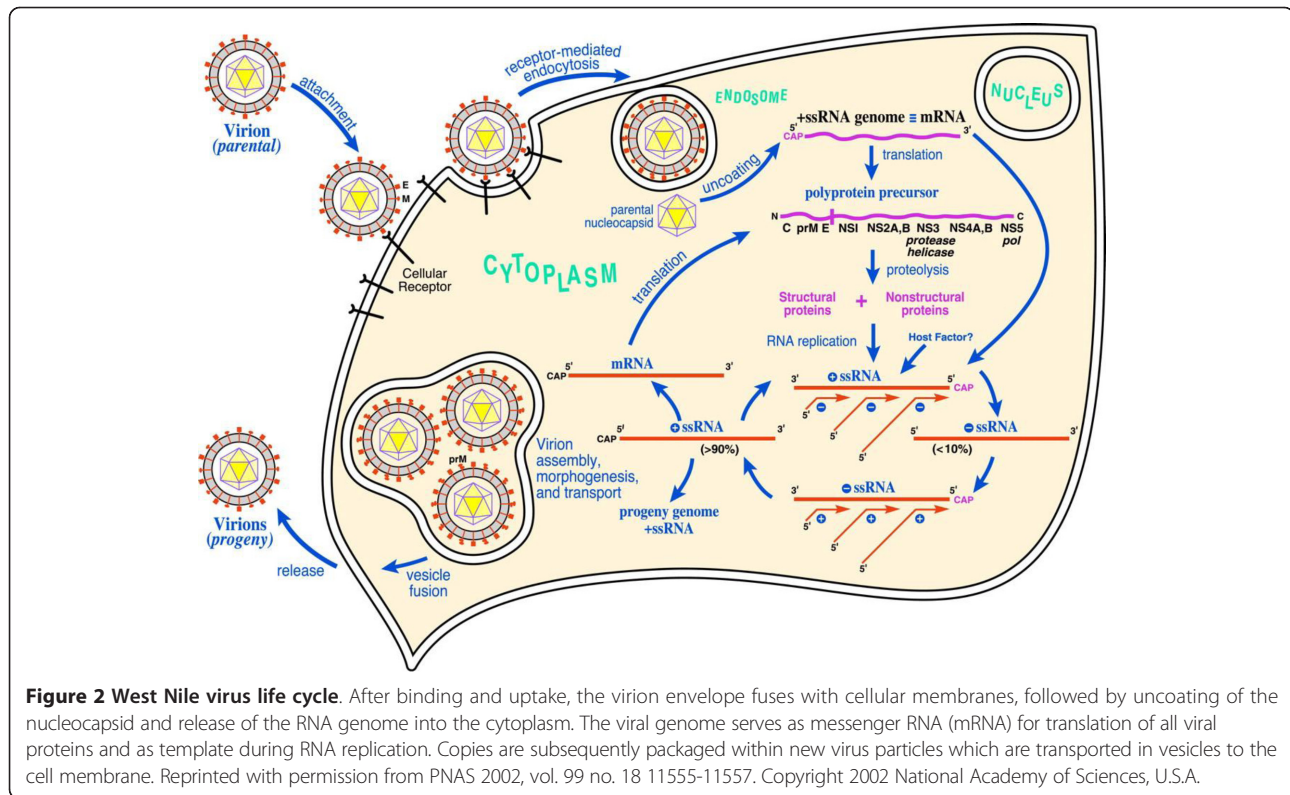 attachment
Virion
(parental)
receptor-mediated
endocytosis
E
M
Cellular
Receptor
ENDOSOME
NUCLEUS
uncoating
parental
nucleocapsid
+ssRNA genome ≡ mRNA
5'
3'
CAP
translation
polyprotein precursor
N
C
C prM E NSI NS2A,B NS3 NS4A,B NS5
protease pol
helicase
proteolysis
Structural + Nonstructural
proteins proteins
CYTOPLASM
translation
RNA replication
Host Factor?
5' mRNA 3'
CAP
3' + ssRNA 5'
CAP
− − −
5'
5'
5'
− ssRNA
5' 3'
(<10%)
+ ssRNA
5' 3'
CAP
(>90%)
progeny genome
+ssRNA
− ssRNA
3' 5'
CAP
+ + +
5'
5'
5'
prM
Virion
assembly,
morphogenesis,
and transport
Virions
(progeny)
release
vesicle
fusion
Figure 2 West Nile virus life cycle. After binding and uptake, the virion envelope fuses with cellular membranes, followed by uncoating of the
nucleocapsid and release of the RNA genome into the cytoplasm. The viral genome serves as messenger RNA (mRNA) for translation of all viral
proteins and as template during RNA replication. Copies are subsequently packaged within new virus particles which are transported in vesicles to the
cell membrane. Reprinted with permission from PNAS 2002, vol. 99 no. 18 11555-11557. Copyright 2002 National Academy of Sciences, U.S.A.